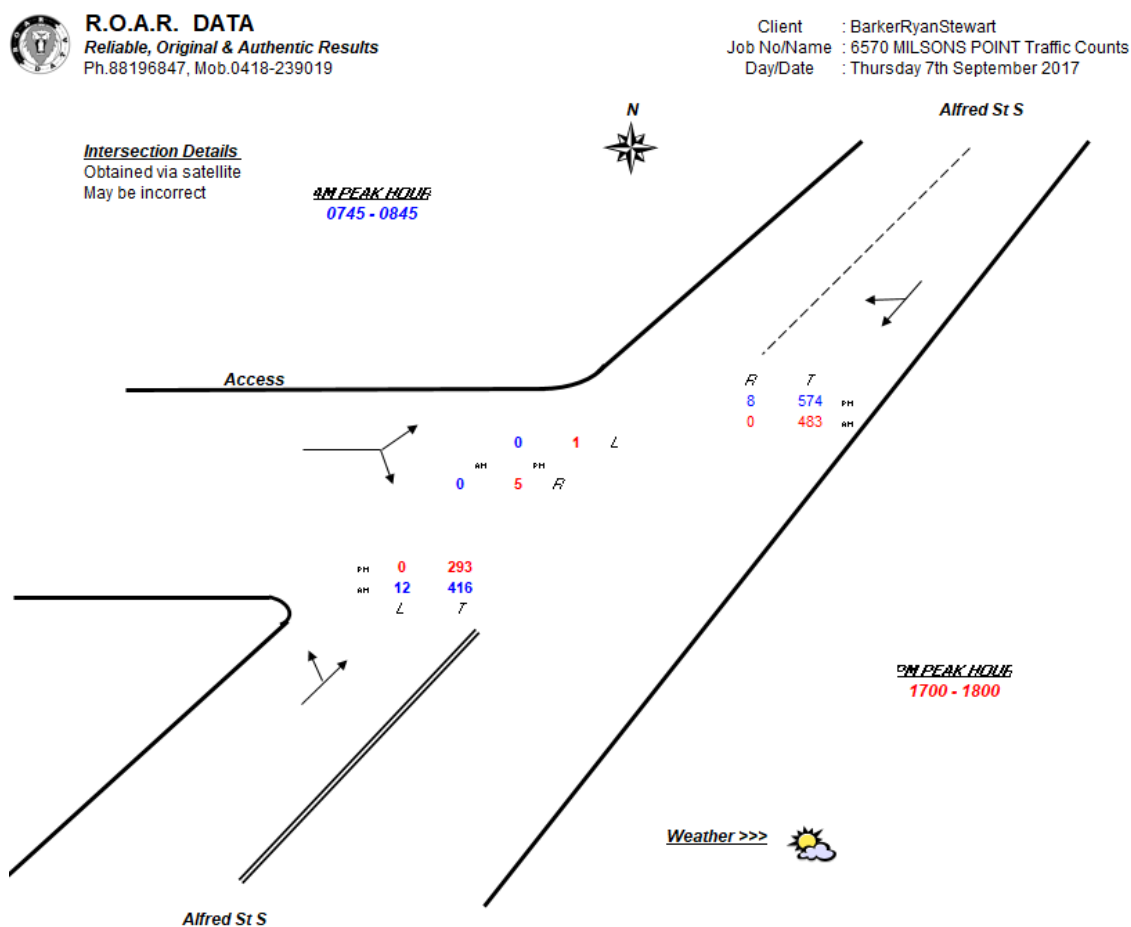 R.O.A.R. DATA
Reliable, Original & Authentic Results
Ph.88196847, Mob.0418-239019
Client : BarkerRyanStewart
Job No/Name : 6570 MILSONS POINT Traffic Counts
Day/Date : Thursday 7th September 2017
N
Alfred St S
Intersection Details
Obtained via satellite
May be incorrect
AM PEAK HOUR
0745 - 0845
Access
R T
8 574 PM
0 483 AM
0 1 L
AM PM
0 5 R
PM 0 293
AM 12 416
L T
PM PEAK HOUR
1700 - 1800
Weather >>>
Alfred St S